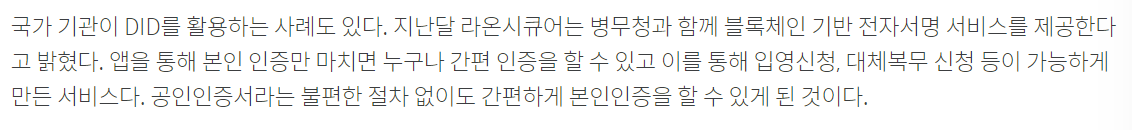 국가 기관이 DID를 활용하는 사례도 있다. 지난달 라온시큐어는 병무청과 함께 블록체인 기반 전자서명 서비스를 제공한다
고 밝혔다. 앱을 통해 본인 인증만 마치면 누구나 간편 인증을 할 수 있고 이를 통해 입영신청, 대체복무 신청 등이 가능하게
만든 서비스다. 공인인증서라는 불편한 절차 없이도 간편하게 본인인증을 할 수 있게 된 것이다.